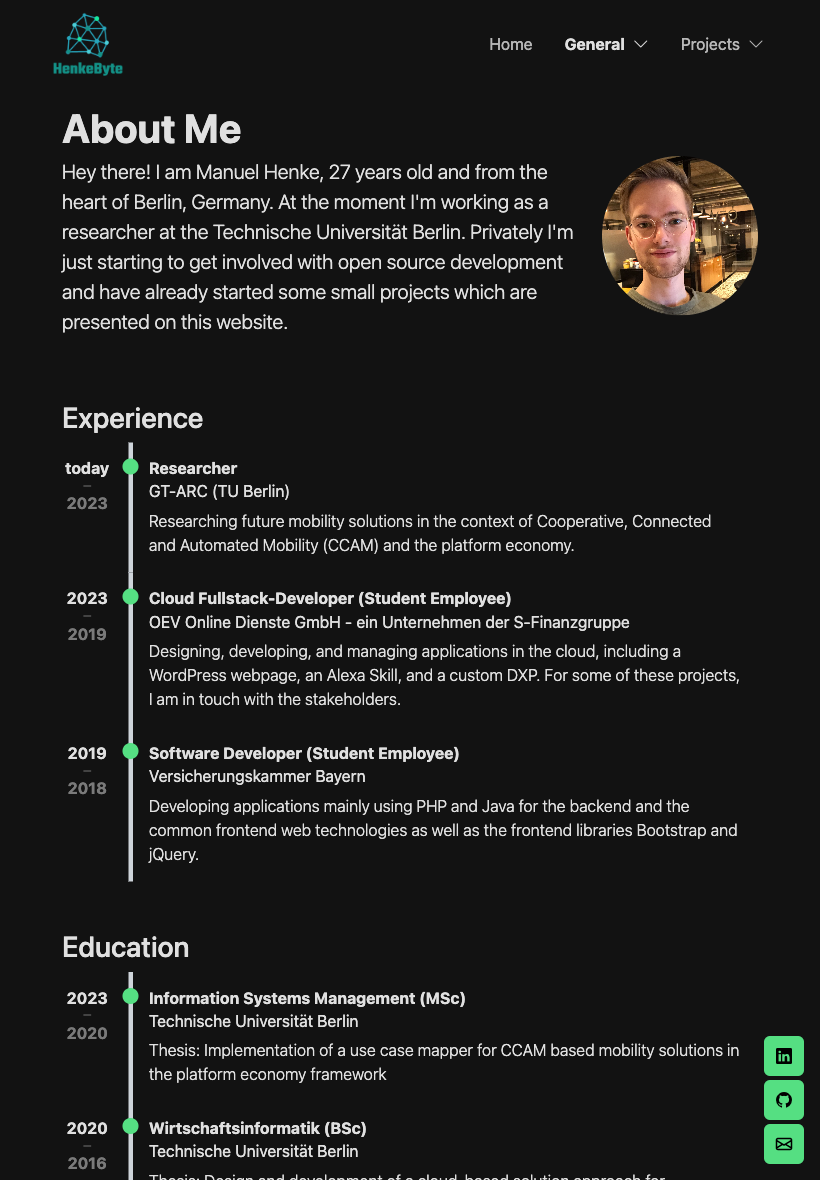 HenkeByte
Home
General
Projects
About Me
Hey there! I am Manuel Henke, 27 years old and from the
heart of Berlin, Germany. At the moment I'm working as a
researcher at the Technische Universität Berlin. Privately I'm
just starting to get involved with open source development
and have already started some small projects which are
presented on this website.
Experience
today
–
2023
Researcher
GT-ARC (TU Berlin)
Researching future mobility solutions in the context of Cooperative, Connected
and Automated Mobility (CCAM) and the platform economy.
2023
–
2019
Cloud Fullstack-Developer (Student Employee)
OEV Online Dienste GmbH - ein Unternehmen der S-Finanzgruppe
Designing, developing, and managing applications in the cloud, including a
WordPress webpage, an Alexa Skill, and a custom DXP. For some of these projects,
I am in touch with the stakeholders.
2019
–
2018
Software Developer (Student Employee)
Versicherungskammer Bayern
Developing applications mainly using PHP and Java for the backend and the
common frontend web technologies as well as the frontend libraries Bootstrap and
jQuery.
Education
2023
–
2020
Information Systems Management (MSc)
Technische Universität Berlin
Thesis: Implementation of a use case mapper for CCAM based mobility solutions in
the platform economy framework
2020
–
2016
Wirtschaftsinformatik (BSc)
Technische Universität Berlin
Thesis: Design and development of a cloud-based solution approach for